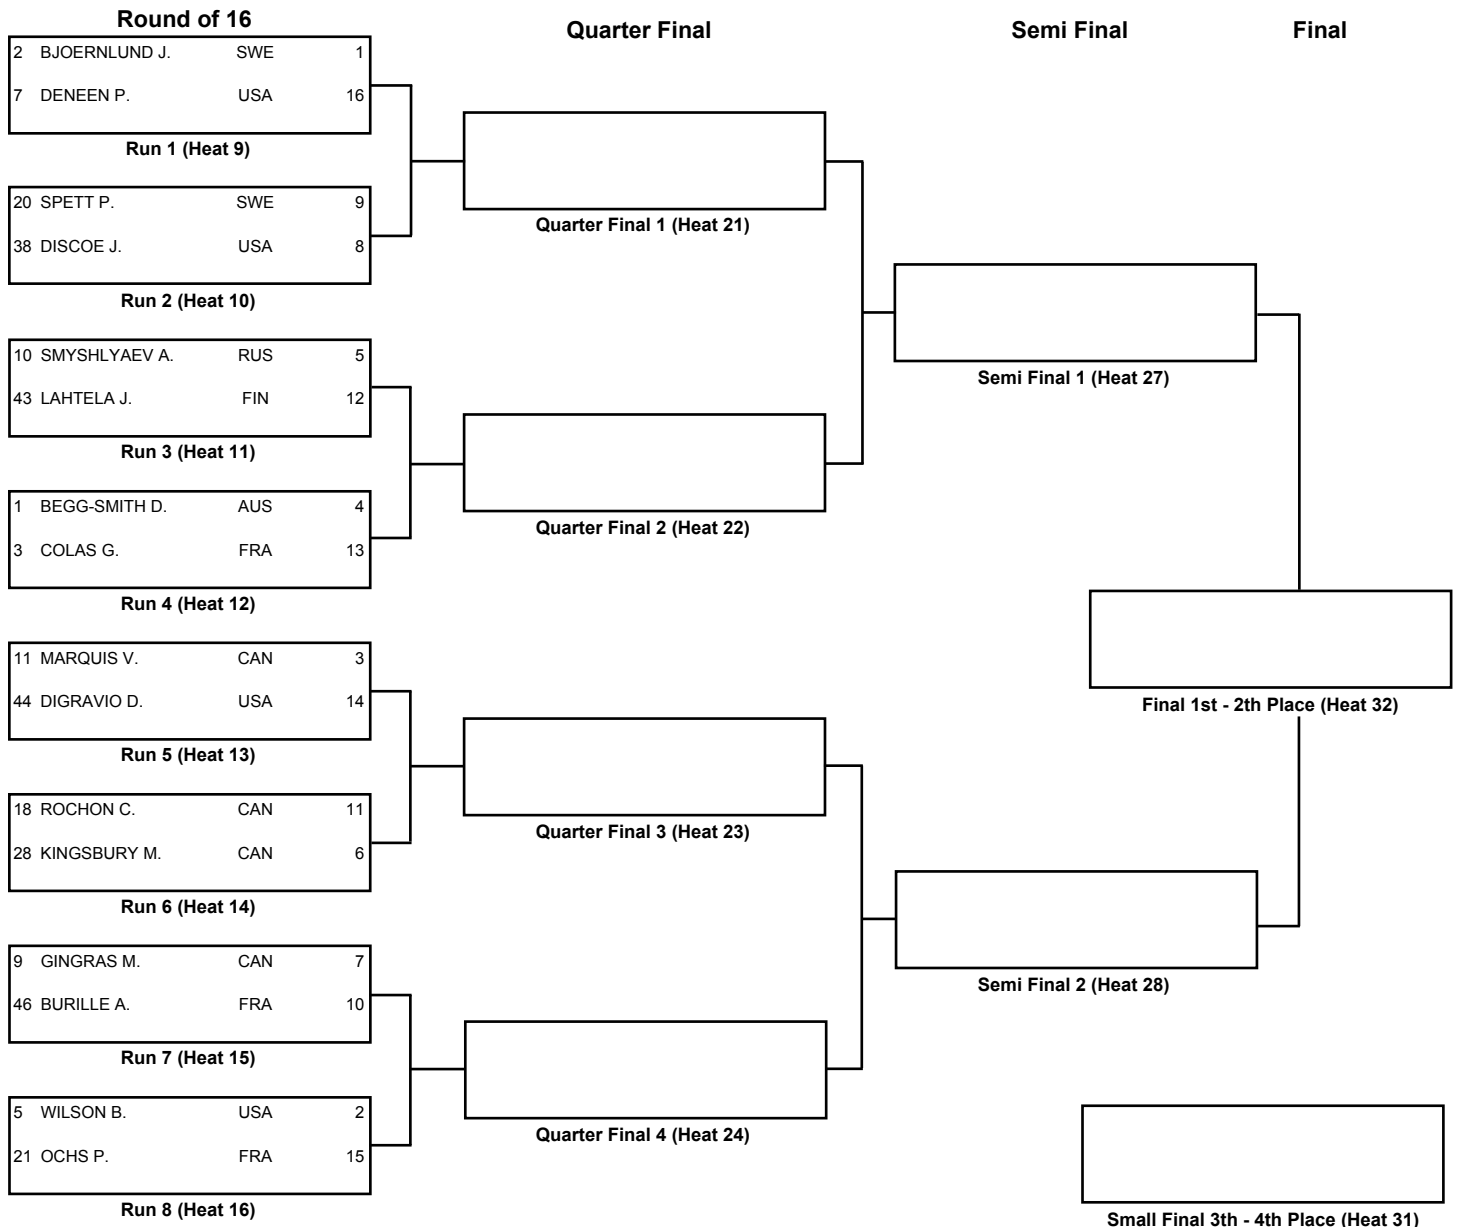 Round of 16
Quarter Final
Semi Final
Final
2 BJOERNLUND J. SWE 1
7 DENEEN P. USA 16
Run 1 (Heat 9)
20 SPETT P. SWE 9
38 DISCOE J. USA 8
Run 2 (Heat 10)
10 SMYSHLYAEV A. RUS 5
43 LAHTELA J. FIN 12
Run 3 (Heat 11)
1 BEGG-SMITH D. AUS 4
3 COLAS G. FRA 13
Run 4 (Heat 12)
11 MARQUIS V. CAN 3
44 DIGRAVIO D. USA 14
Run 5 (Heat 13)
18 ROCHON C. CAN 11
28 KINGSBURY M. CAN 6
Run 6 (Heat 14)
9 GINGRAS M. CAN 7
46 BURILLE A. FRA 10
Run 7 (Heat 15)
5 WILSON B. USA 2
21 OCHS P. FRA 15
Run 8 (Heat 16)
Quarter Final 1 (Heat 21)
Quarter Final 2 (Heat 22)
Quarter Final 3 (Heat 23)
Quarter Final 4 (Heat 24)
Semi Final 1 (Heat 27)
Semi Final 2 (Heat 28)
Final 1st - 2th Place (Heat 32)
Small Final 3th - 4th Place (Heat 31)